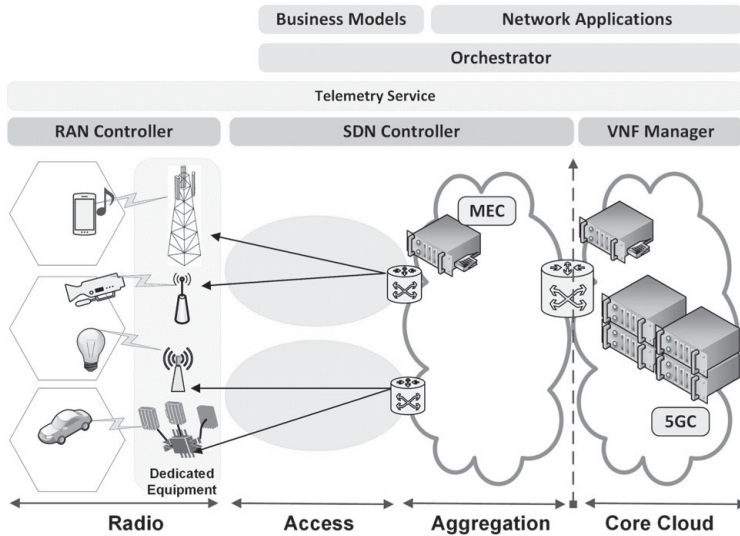 Business Models
Network Applications
Orchestrator
Telemetry Service
RAN Controller
SDN Controller
VNF Manager
MEC
5GC
Dedicated
Equipment
Radio
Access
Aggregation
Core Cloud